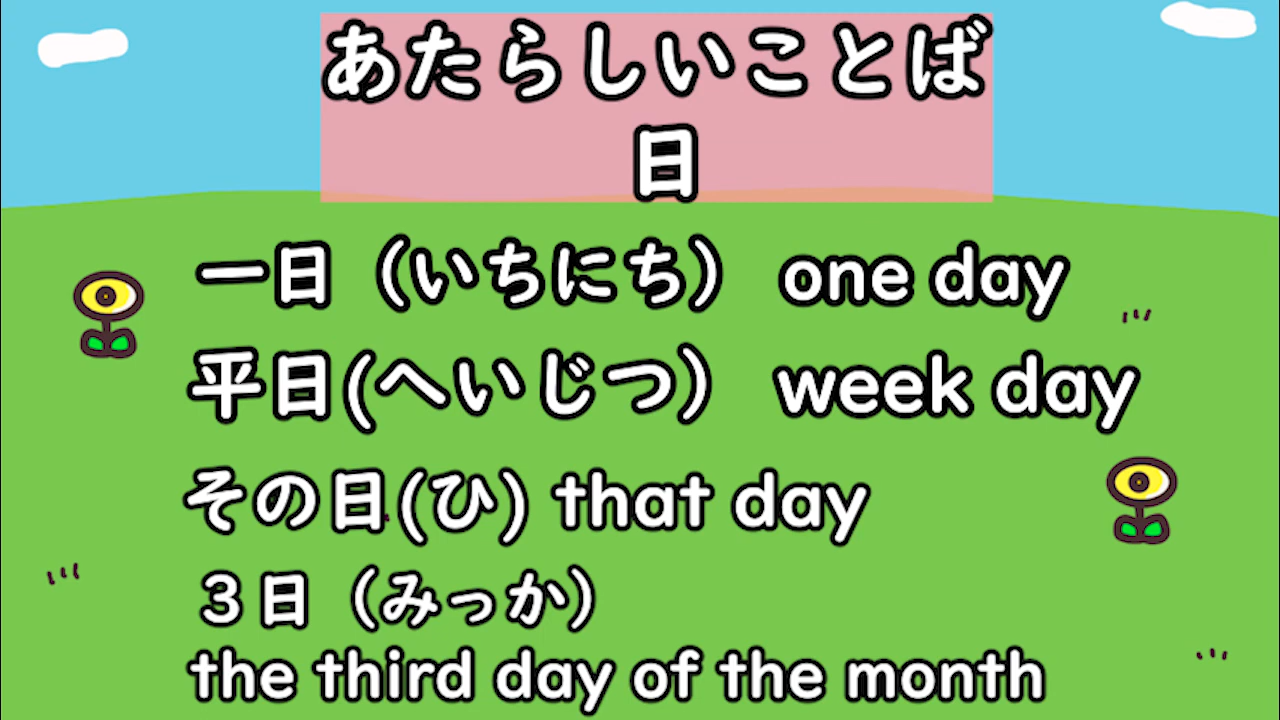 あたらしいことば
日
一日（いちにち） one day
平日(へいじつ） week day
その日(ひ) that day
３日（みっか）
the third day of the month